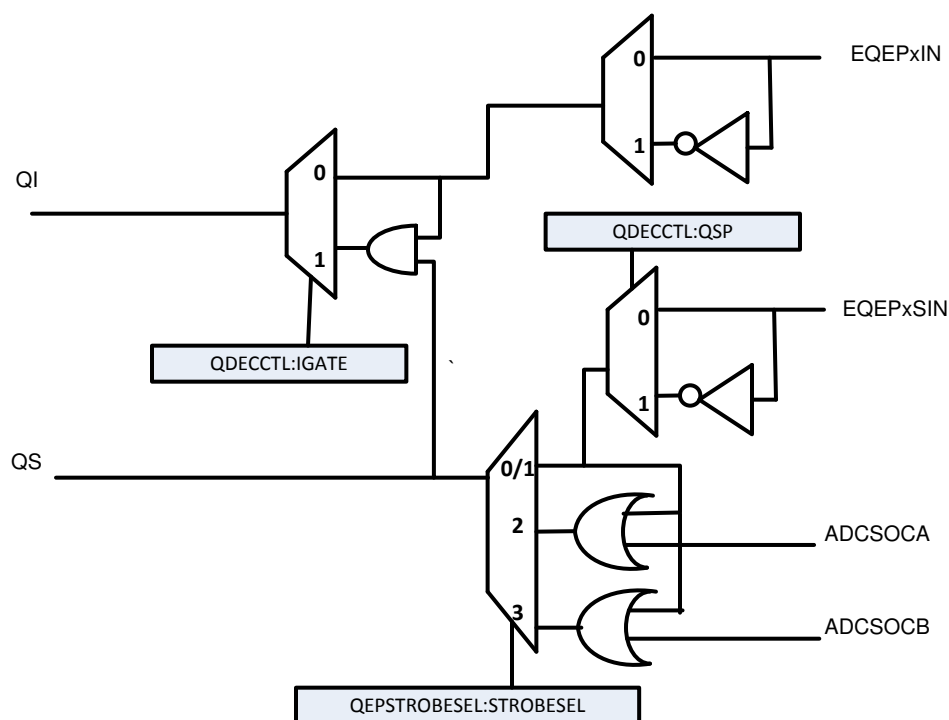 EQEPxIN
0
1
QI
0
1
QDECCTL:QSP
EQEPxSIN
0
1
QDECCTL:IGATE
`
QS
0/1
2
ADCSOCA
3
ADCSOCB
QEPSTROBESEL:STROBESEL